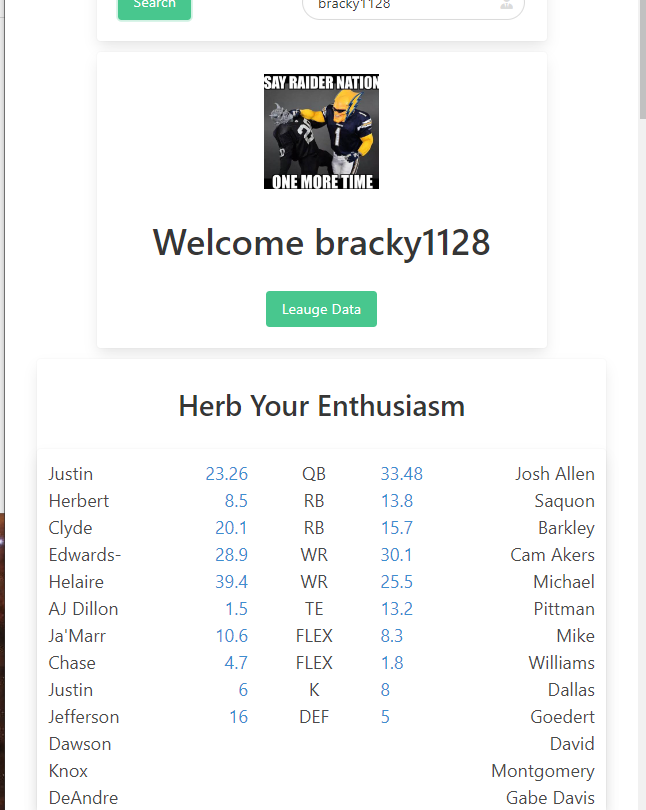 Search bracky1128
SAY RAIDER NATION
ONE MORE TIME
Welcome bracky1128
Leauge Data
Herb Your Enthusiasm
Justin 23.26 QB 33.48 Josh Allen
Herbert 8.5 RB 13.8 Saquon
Clyde 20.1 RB 15.7 Barkley
Edwards- 28.9 WR 30.1 Cam Akers
Helaire 39.4 WR 25.5 Michael
AJ Dillon 1.5 TE 13.2 Pittman
Ja'Marr 10.6 FLEX 8.3 Mike
Chase 4.7 FLEX 1.8 Williams
Justin 6 K 8 Dallas
Jefferson 16 DEF 5 Goedert
Dawson David
Knox Montgomery
DeAndre Gabe Davis